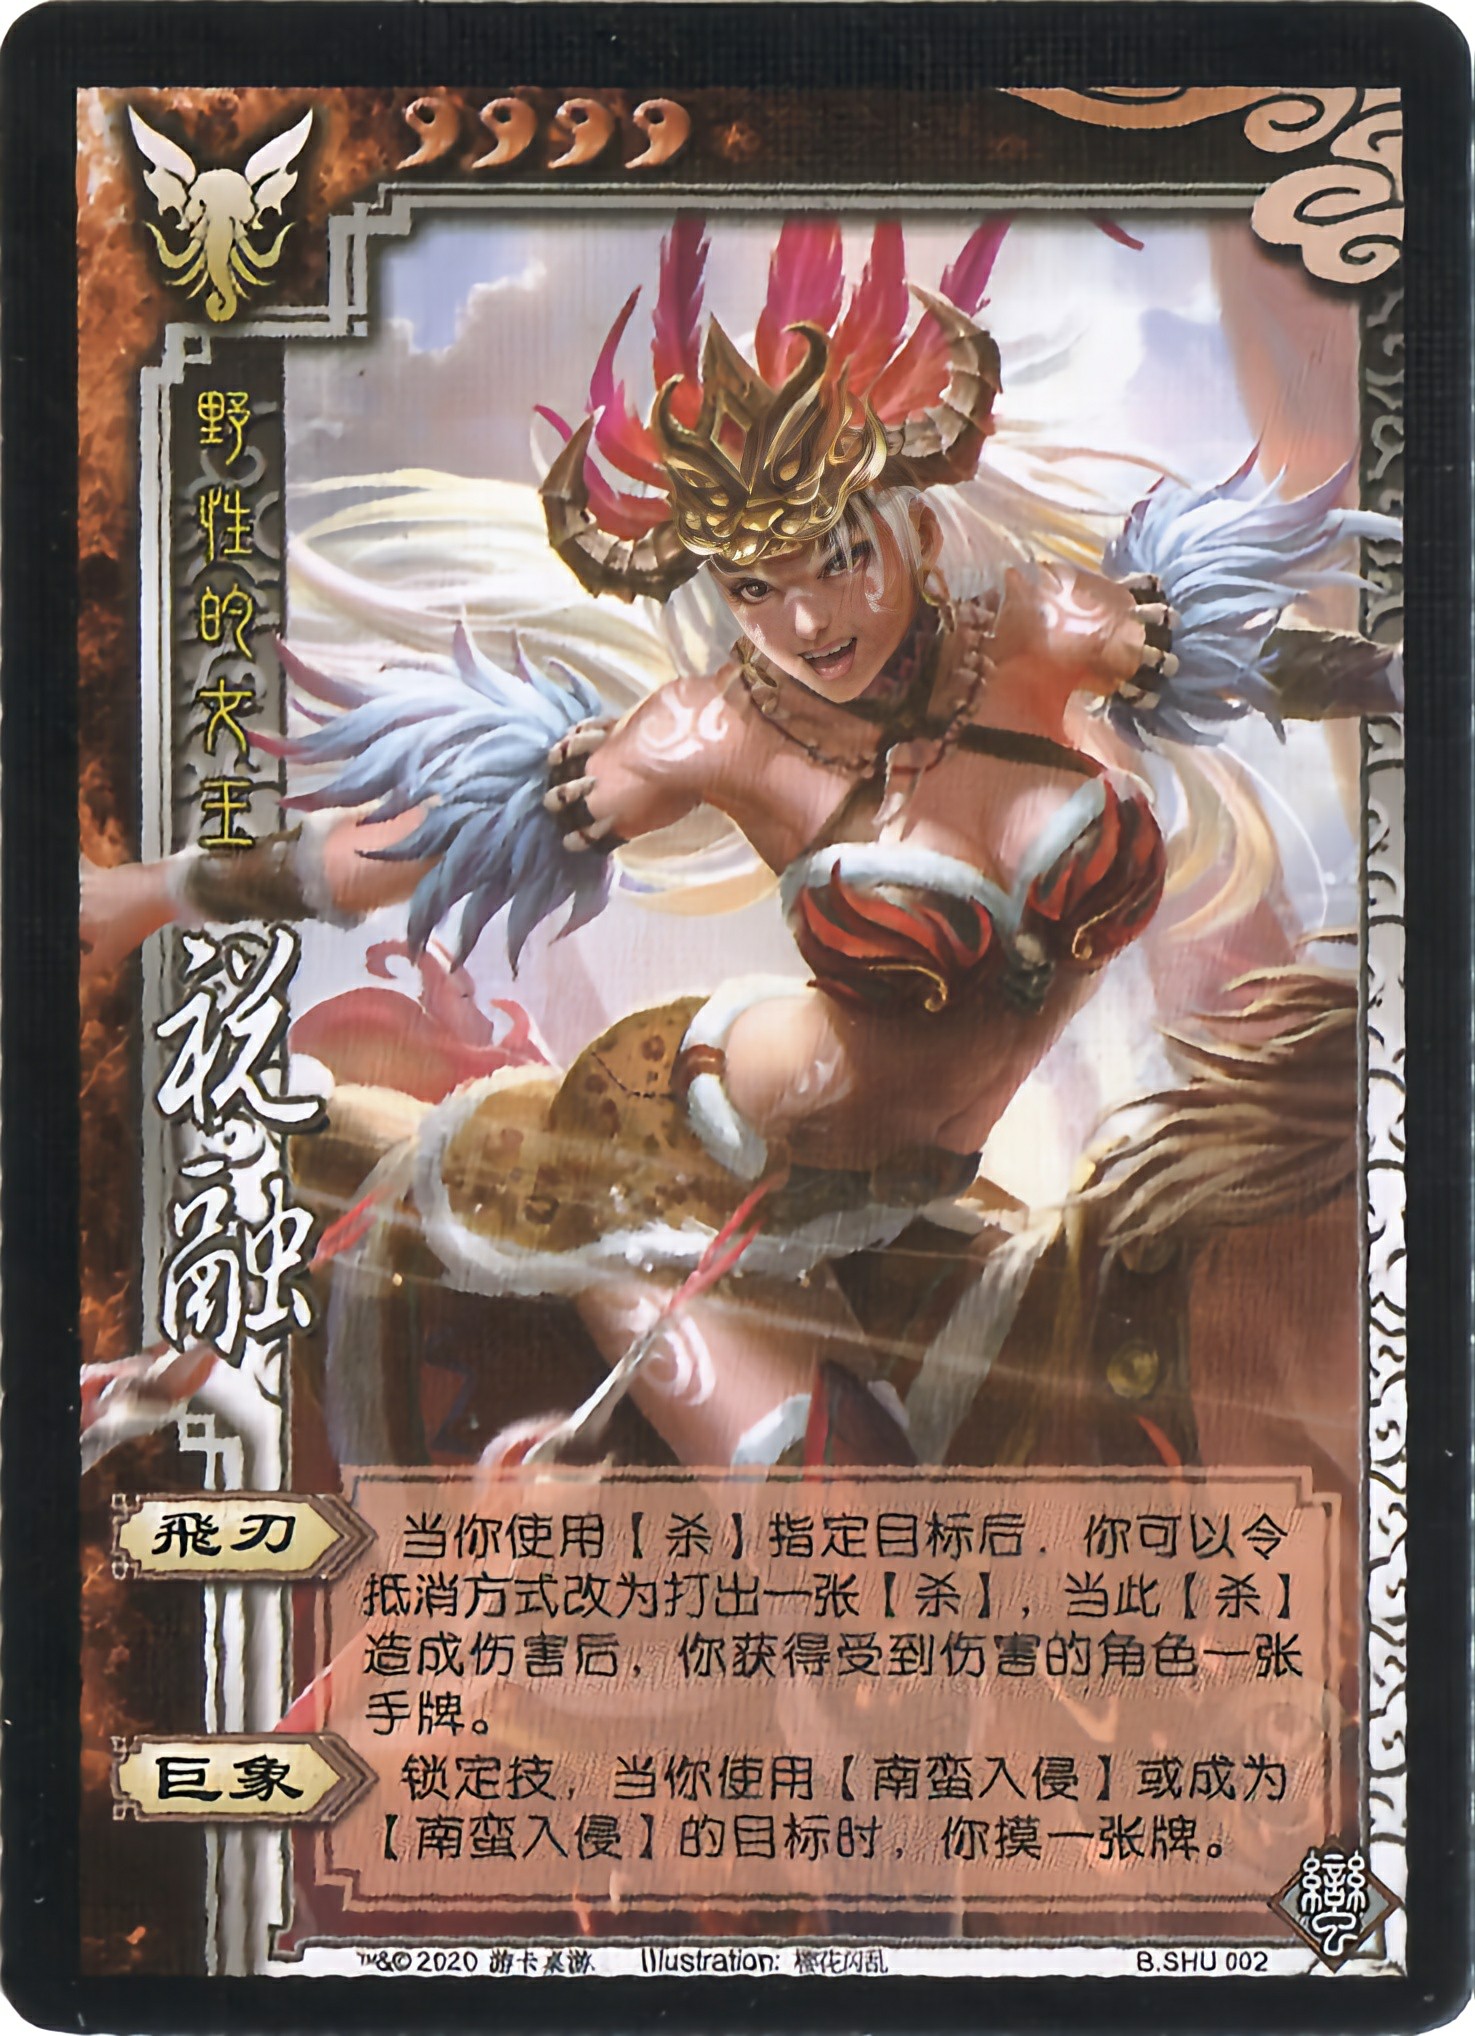 野性的女王
祝融
飛刃
当你使用【杀】指定目标后，你可以令
抵消方式改为打出一张【杀】，当此【杀】
造成伤害后，你获得受到伤害的角色一张
手牌。
巨象
锁定技，当你使用【南蛮入侵】或成为
【南蛮入侵】的目标时，你摸一张牌。
™&© 2020 游卡桌游 Illustration: 樱花闪乱
B.SHU 002